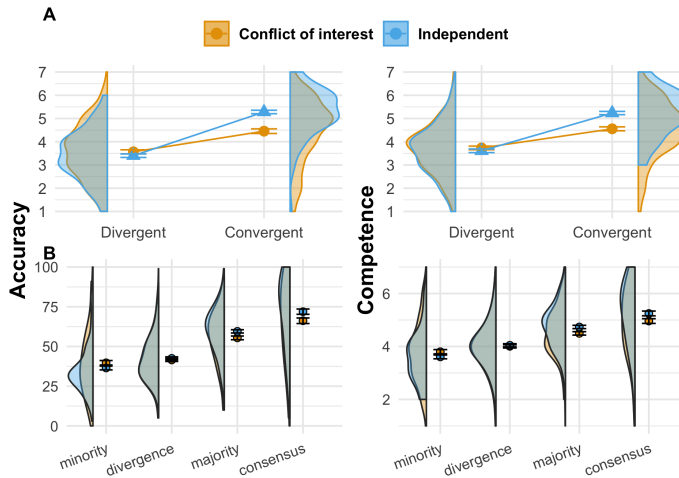 A
Conflict of interest
Independent
7
6
5
4
3
2
1
Divergent
Convergent
7
6
5
4
3
2
1
Divergent
Convergent
Accuracy
Competence
B
100
75
50
25
0
minority
divergence
majority
consensus
6
4
2
minority
divergence
majority
consensus